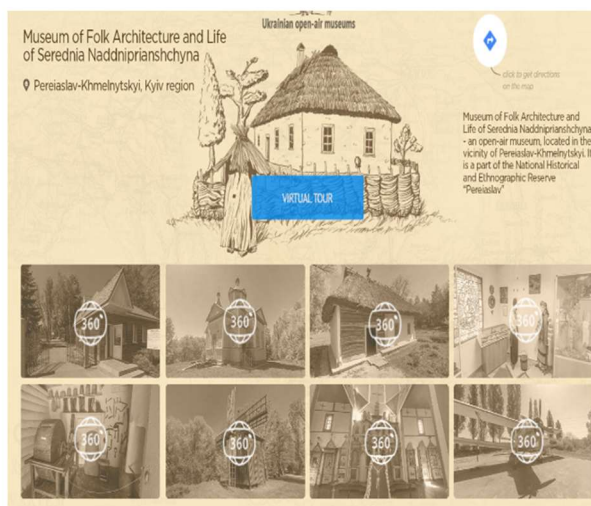 Ukrainian open-air museums
Museum of Folk Architecture and Life
of Serednia Naddniprianshchyna
Pereiaslav-Khmelnytskyi, Kyiv region
click to get directions
on the map
Museum of Folk Architecture and
Life of Serednia Naddniprianshchyna
- an open-air museum, located in the
vicinity of Pereiaslav-Khmelnytskyi. It
is a part of the National Historical
and Ethnographic Reserve
"Pereiaslav"
VIRTUAL TOUR
360°
360°
360°
360°
360°
360°
360°
360°